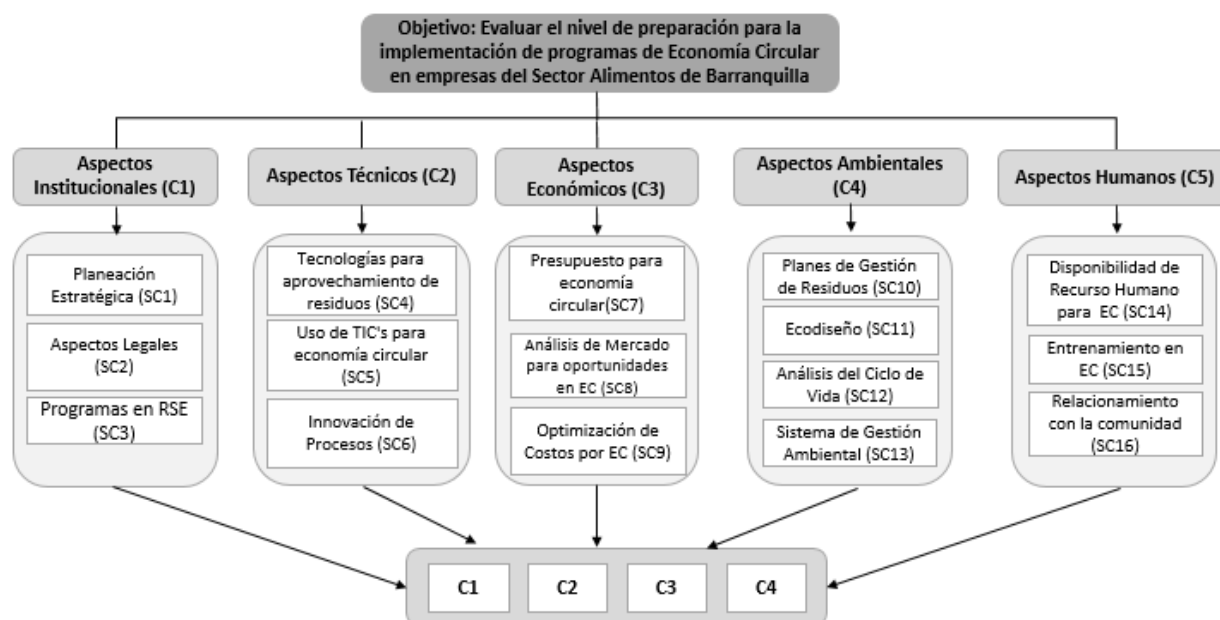 Objetivo: Evaluar el nivel de preparación para la
implementación de programas de Economía Circular
en empresas del Sector Alimentos de Barranquilla
Aspectos
Institucionales (C1)
Aspectos Técnicos (C2)
Aspectos
Económicos (C3)
Aspectos Ambientales
(C4)
Aspectos Humanos (C5)
Planeación
Estratégica (SC1)
Aspectos Legales
(SC2)
Programas en RSE
(SC3)
Tecnologías para
aprovechamiento de
residuos (SC4)
Uso de TIC's para
economía circular
(SC5)
Innovación de
Procesos (SC6)
Presupuesto para
economía
circular(SC7)
Análisis de Mercado
para oportunidades
en EC (SC8)
Optimización de
Costos por EC (SC9)
Planes de Gestión
de Residuos (SC10)
Ecodiseño (SC11)
Análisis del Ciclo de
Vida (SC12)
Sistema de Gestión
Ambiental (SC13)
Disponibilidad de
Recurso Humano
para EC (SC14)
Entrenamiento en
EC (SC15)
Relacionamiento
con la comunidad
(SC16)
C1
C2
C3
C4